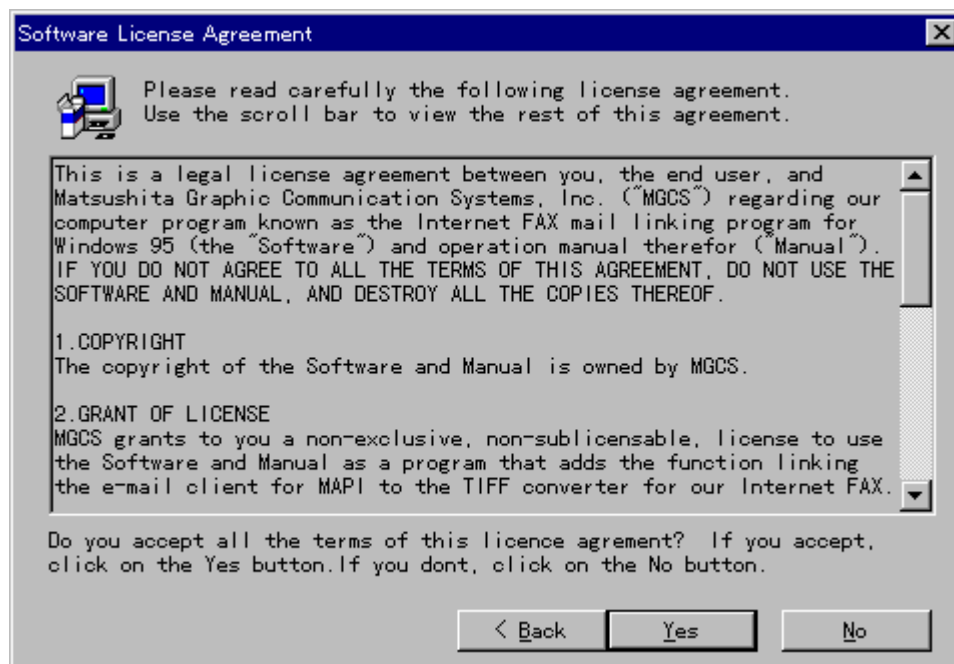 Software License Agreement
Please read carefully the following license agreement.
Use the scroll bar to view the rest of this agreement.
This is a legal license agreement between you, the end user, and
Matsushita Graphic Communication Systems, Inc. ("MGCS") regarding our
computer program known as the Internet FAX mail linking program for
Windows 95 (the "Software") and operation manual therefor ("Manual").
IF YOU DO NOT AGREE TO ALL THE TERMS OF THIS AGREEMENT, DO NOT USE THE
SOFTWARE AND MANUAL, AND DESTROY ALL THE COPIES THEREOF.
1.COPYRIGHT
The copyright of the Software and Manual is owned by MGCS.
2.GRANT OF LICENSE
MGCS grants to you a non-exclusive, non-sublicensable, license to use
the Software and Manual as a program that adds the function linking
the e-mail client for MAPI to the TIFF converter for our Internet FAX.
Do you accept all the terms of this licence agrement?  If you accept,
click on the Yes button.If you dont, click on the No button.
< Back
Yes
No